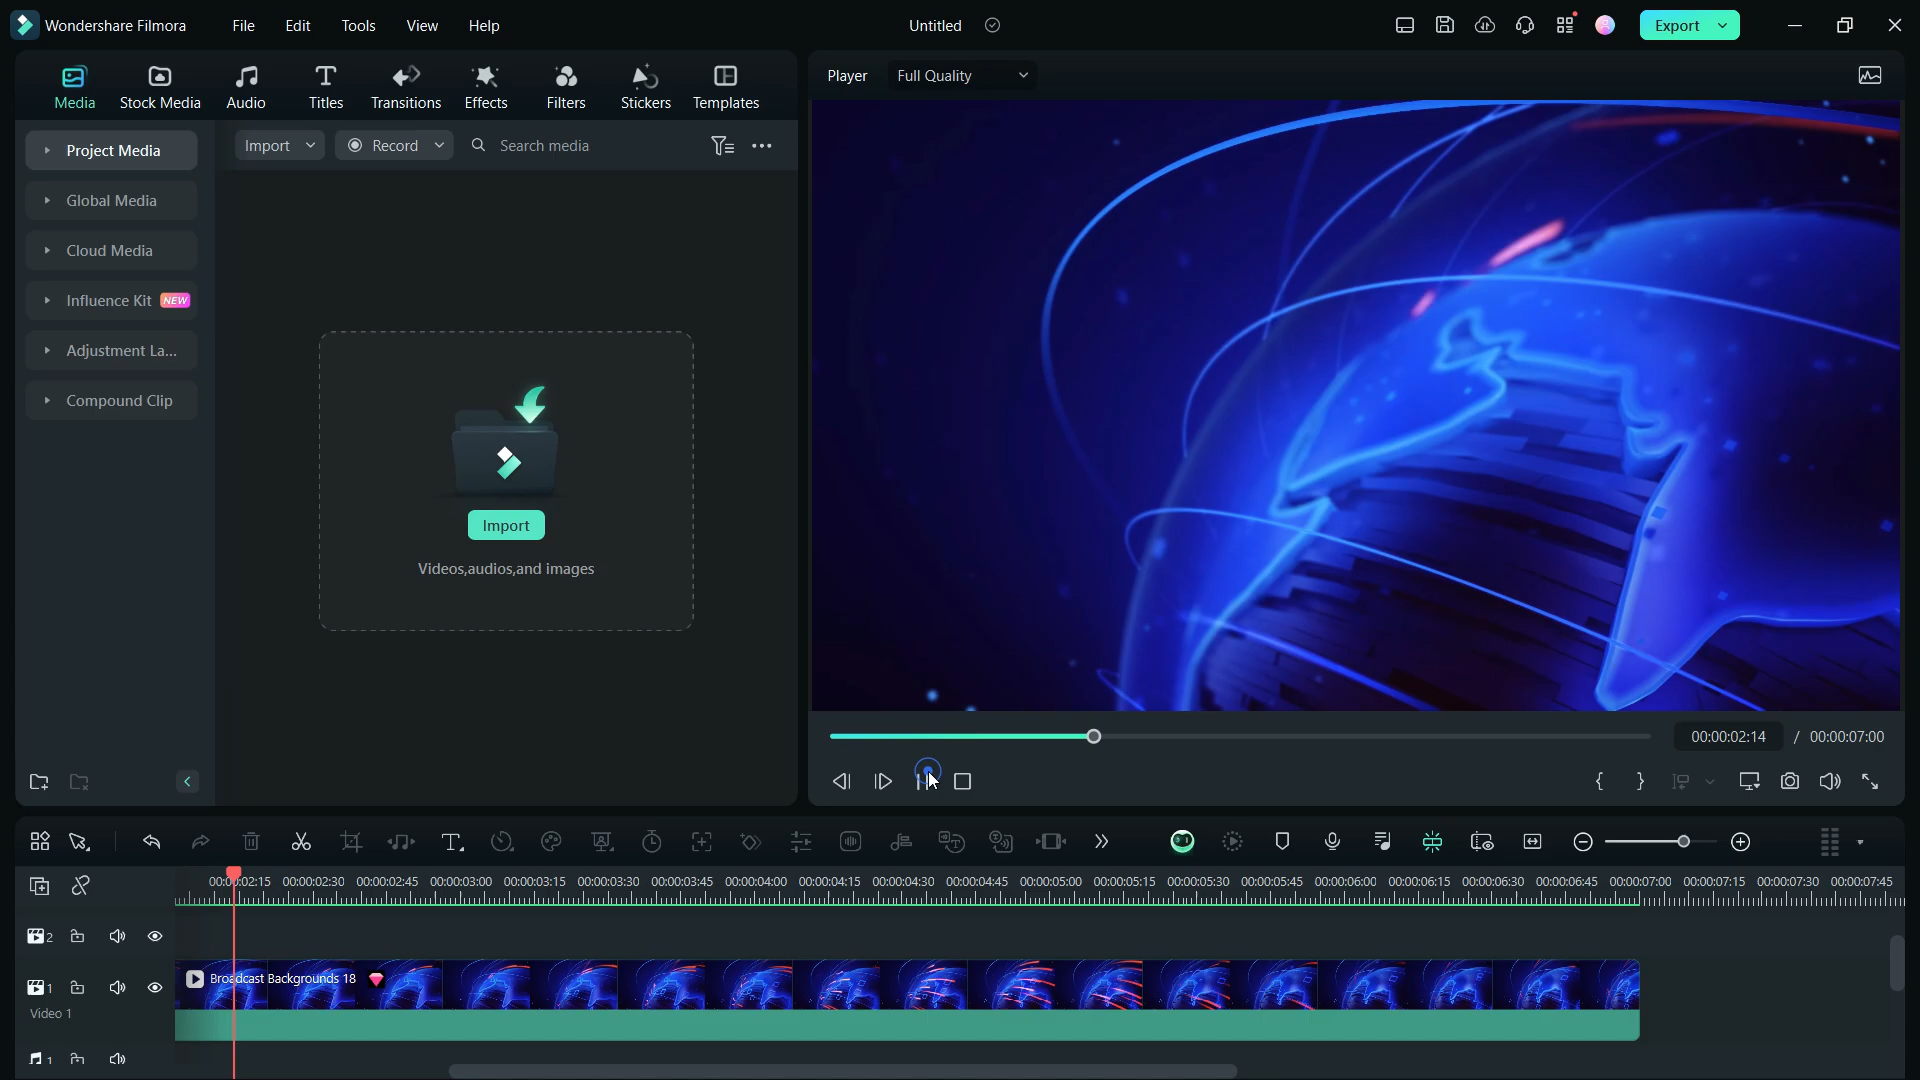 Wondershare Filmora
File Edit Tools View Help
Untitled
Export
Media Stock Media Audio Titles Transitions Effects Filters Stickers Templates
Player Full Quality
Import Record Search media
Project Media
Global Media
Cloud Media
Influence Kit NEW
Adjustment La...
Compound Clip
Import
Videos,audios,and images
00:00:02:14 / 00:00:07:00
00:00:02:15 00:00:02:30 00:00:02:45 00:00:03:00 00:00:03:15 00:00:03:30 00:00:03:45 00:00:04:00 00:00:04:15 00:00:04:30 00:00:04:45 00:00:05:00 00:00:05:15 00:00:05:30 00:00:05:45 00:00:06:00 00:00:06:15 00:00:06:30 00:00:06:45 00:00:07:00 00:00:07:15 00:00:07:30 00:00:07:45
2
1 Broadcast Backgrounds 18
Video 1
1